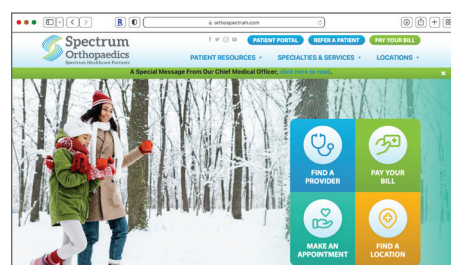 orthospectrum.com
Spectrum
Orthopaedics
Spectrum Healthcare Partners
PATIENT PORTAL
REFER A PATIENT
PAY YOUR BILL
PATIENT RESOURCES
SPECIALTIES & SERVICES
LOCATIONS
A Special Message From Our Chief Medical Officer, click here to read.
FIND A
PROVIDER
PAY YOUR
BILL
MAKE AN
APPOINTMENT
FIND A
LOCATION